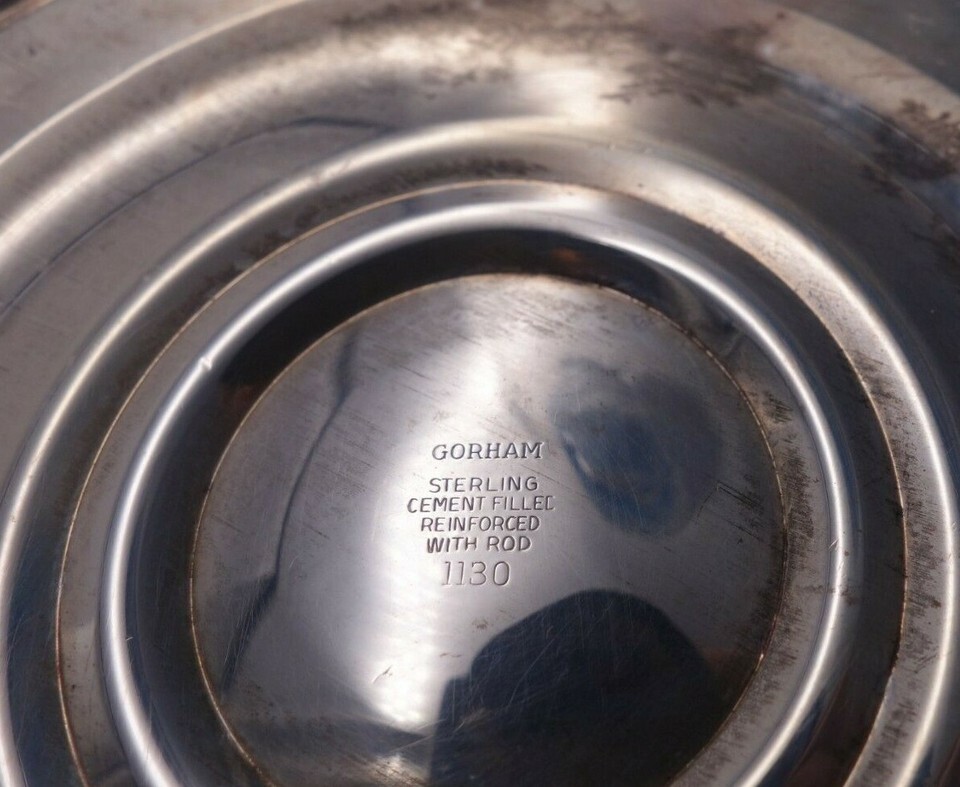 GORHAM
STERLING
CEMENT FILLED
REINFORCED
WITH ROD
1130